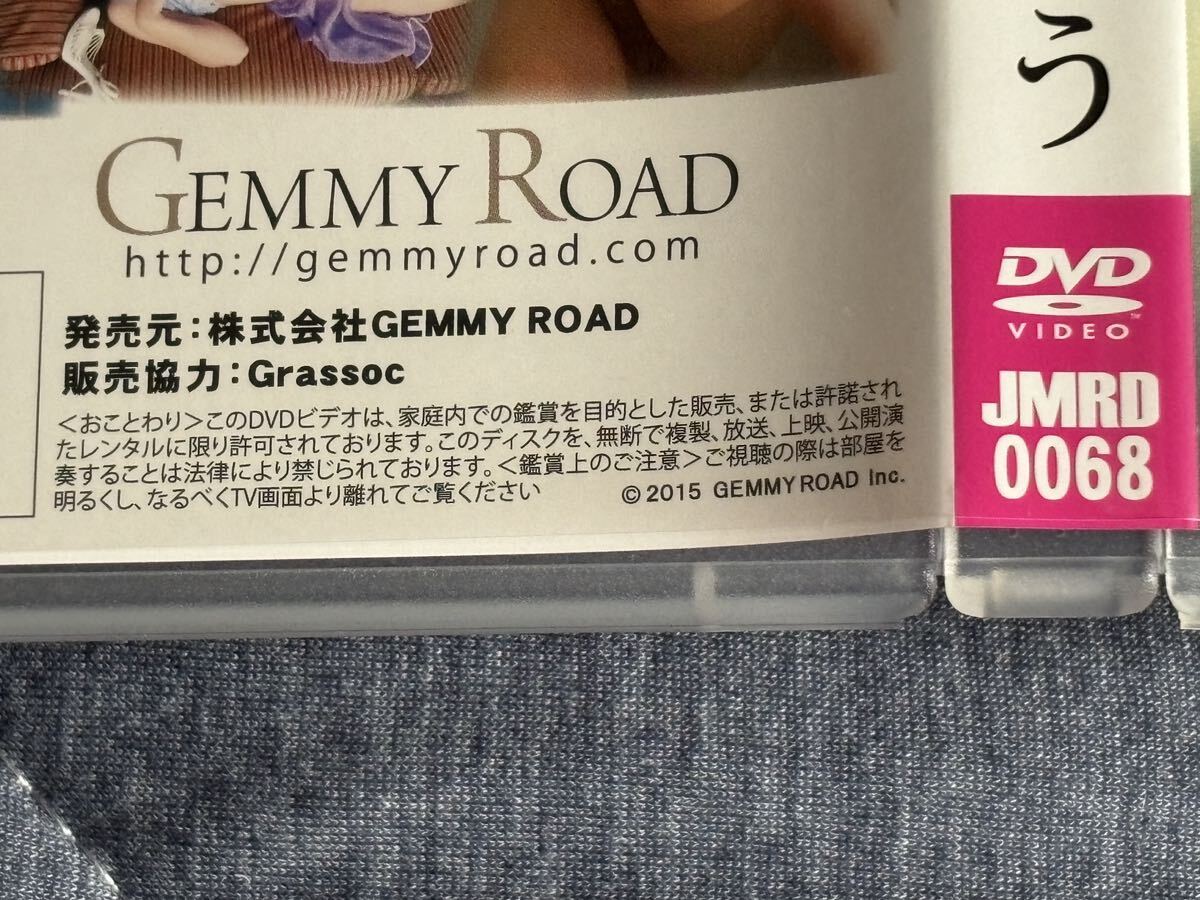 GEMMY ROAD
http://gemmyroad.com
発売元：株式会社GEMMY ROAD
販売協力：Grassoc
＜おことわり＞このDVDビデオは、家庭内での鑑賞を目的とした販売、または許諾され
たレンタルに限り許可されております。このディスクを、無断で複製、放送、上映、公開演
奏することは法律により禁じられております。＜鑑賞上のご注意＞ご視聴の際は部屋を
明るくし、なるべくTV画面より離れてご覧ください
©2015 GEMMY ROAD Inc.
う
DVD
VIDEO
TM
JMRD
0068